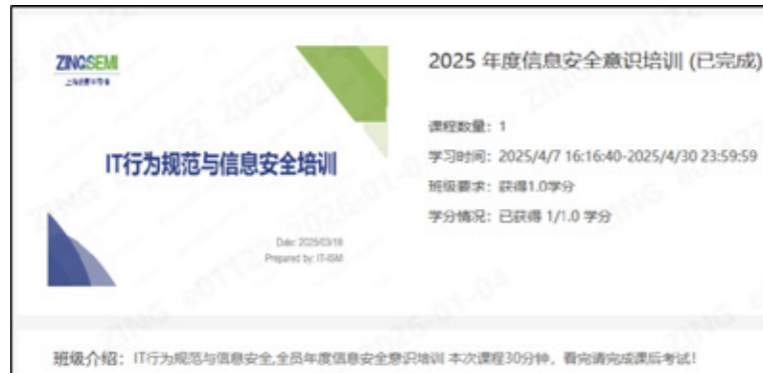 ZINGSEMI
2025 年度信息安全意识培训 (已完成)
课程数量：1
IT行为规范与信息安全培训
学习时间：2025/4/7 16:16:40-2025/4/30 23:59:59
班级要求：获得1.0学分
学分情况：已获得 1/1.0 学分
Date: 2025/03/18
Prepared by: IT-ISM
班级介绍：IT行为规范与信息安全,全员年度信息安全意识培训 本次课程30分钟，看完请完成课后考试！
ZING e01122 2026-01-04